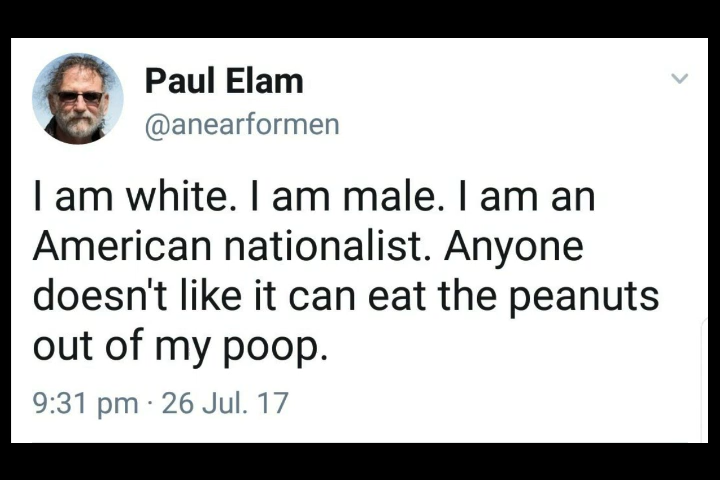 Paul Elam
@anearformen
I am white. I am male. I am an
American nationalist. Anyone
doesn't like it can eat the peanuts
out of my poop.
9:31 pm · 26 Jul. 17